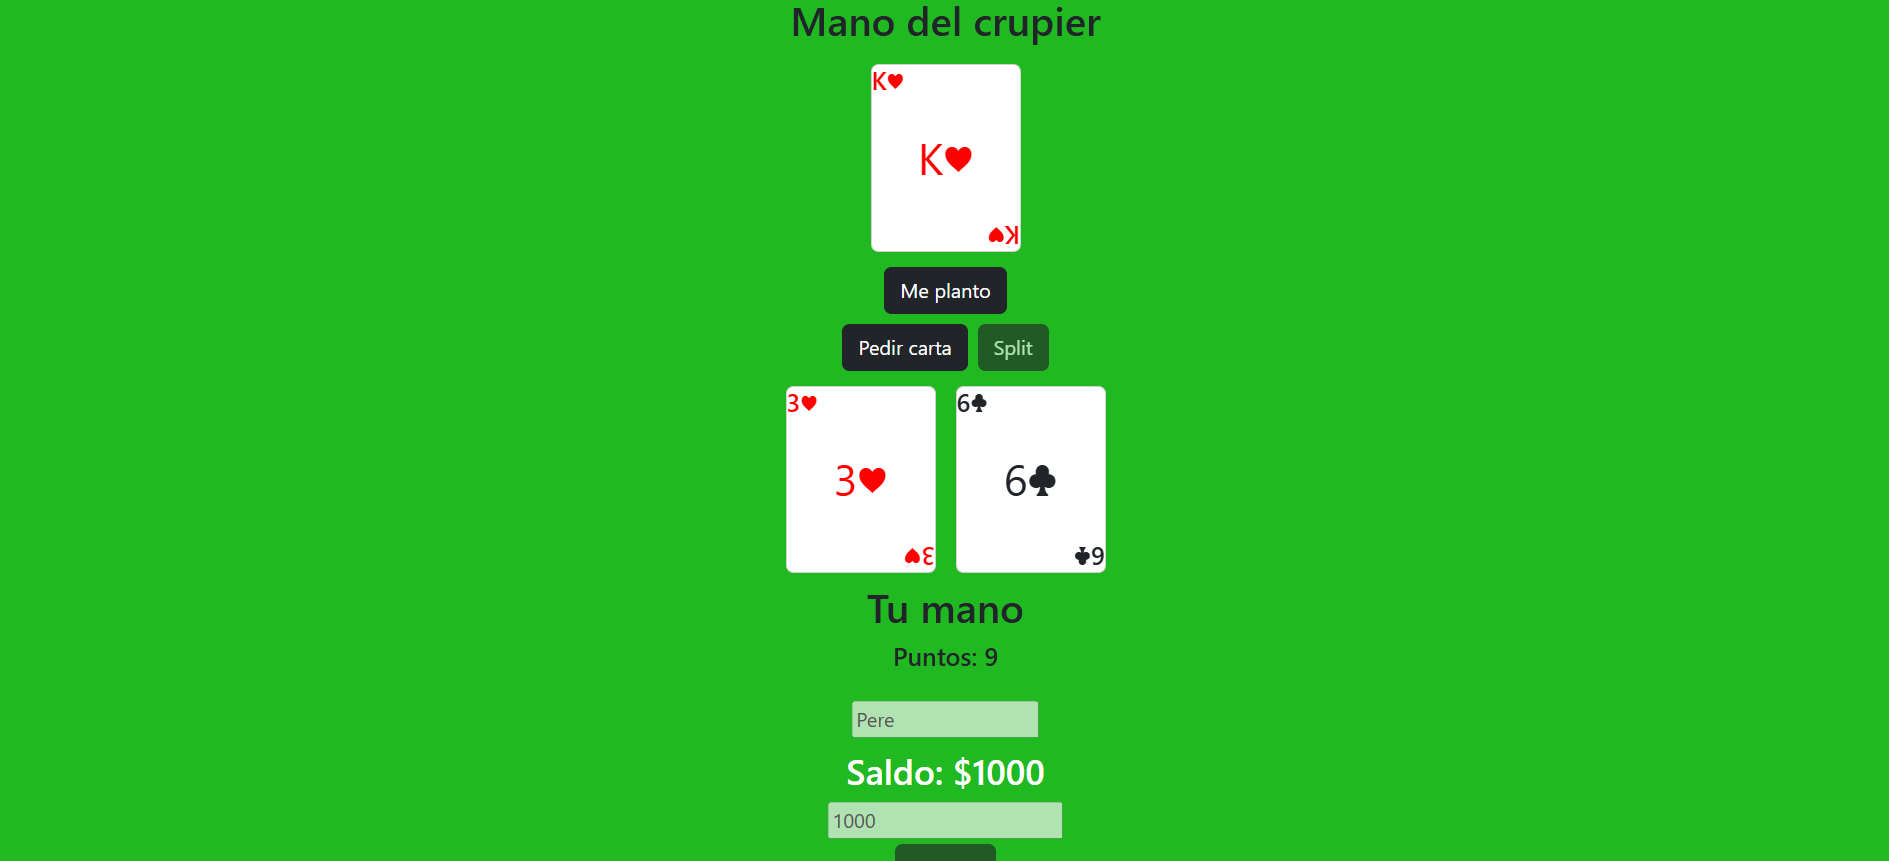 Mano del crupier
K♥
K♥
K♥
Me planto
Pedir carta Split
3♥ 6♣
3♥ 6♣
3♥ 6♣
Tu mano
Puntos: 9
Pere
Saldo: $1000
1000